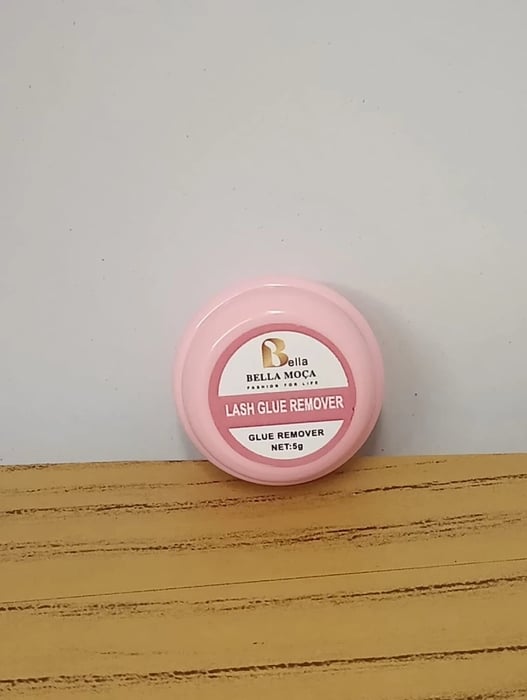 Bella
BELLA MOÇA
FASHION FOR LIFE
LASH GLUE REMOVER
GLUE REMOVER
NET:5g